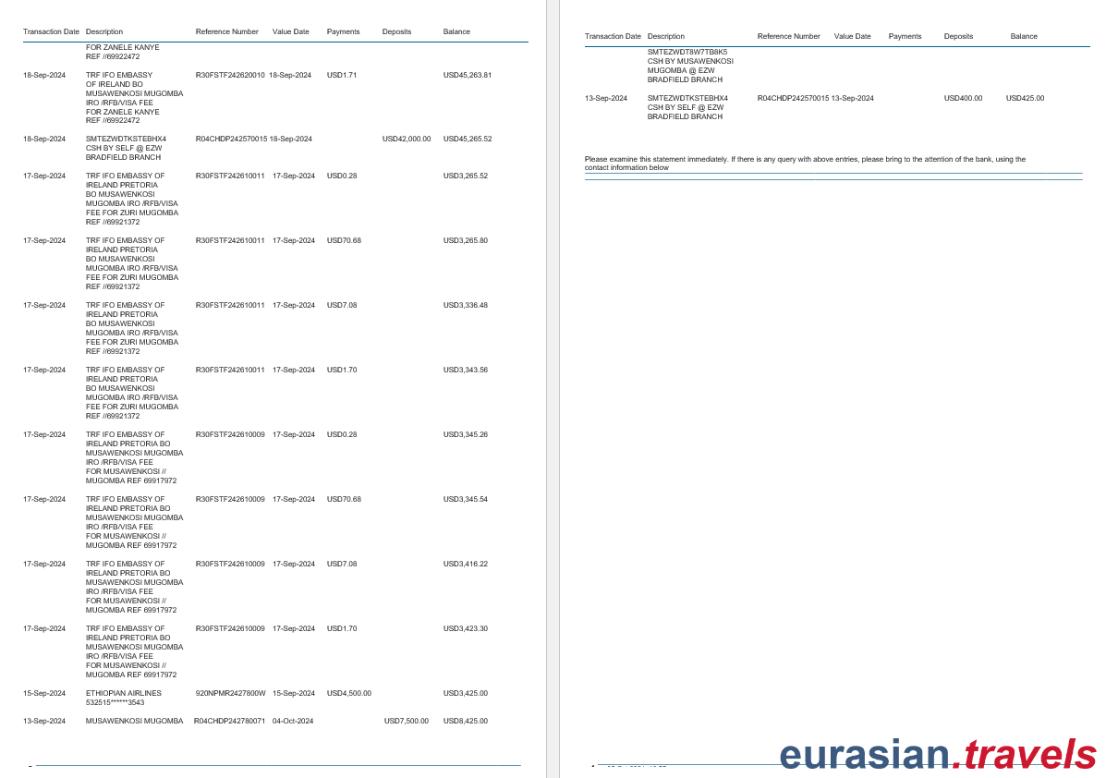 Transaction Date Description Reference Number Value Date Payments Deposits Balance
FOR ZANELE KANYE
REF //69922472
18-Sep-2024 TRF IFO EMBASSY R30FSTF242620010 18-Sep-2024 USD1.71 USD45,263.81
OF IRELAND BO
MUSAWENKOSI MUGOMBA
IRO /RFB/VISA FEE
FOR ZANELE KANYE
REF //69922472
18-Sep-2024 SMTEZWDTKSTEBHX4 R04CHDP242570015 18-Sep-2024 USD42,000.00 USD45,265.52
CSH BY SELF @ EZW
BRADFIELD BRANCH
17-Sep-2024 TRF IFO EMBASSY OF R30FSTF242610011 17-Sep-2024 USD0.28 USD3,265.52
IRELAND PRETORIA
BO MUSAWENKOSI
MUGOMBA IRO /RFB/VISA
FEE FOR ZURI MUGOMBA
REF //69921372
17-Sep-2024 TRF IFO EMBASSY OF R30FSTF242610011 17-Sep-2024 USD70.68 USD3,265.80
IRELAND PRETORIA
BO MUSAWENKOSI
MUGOMBA IRO /RFB/VISA
FEE FOR ZURI MUGOMBA
REF //69921372
17-Sep-2024 TRF IFO EMBASSY OF R30FSTF242610011 17-Sep-2024 USD7.08 USD3,336.48
IRELAND PRETORIA
BO MUSAWENKOSI
MUGOMBA IRO /RFB/VISA
FEE FOR ZURI MUGOMBA
REF //69921372
17-Sep-2024 TRF IFO EMBASSY OF R30FSTF242610011 17-Sep-2024 USD1.70 USD3,343.56
IRELAND PRETORIA
BO MUSAWENKOSI
MUGOMBA IRO /RFB/VISA
FEE FOR ZURI MUGOMBA
REF //69921372
17-Sep-2024 TRF IFO EMBASSY OF R30FSTF242610009 17-Sep-2024 USD0.28 USD3,345.26
IRELAND PRETORIA BO
MUSAWENKOSI MUGOMBA
IRO /RFB/VISA FEE
FOR MUSAWENKOSI //
MUGOMBA REF 69917972
17-Sep-2024 TRF IFO EMBASSY OF R30FSTF242610009 17-Sep-2024 USD70.68 USD3,345.54
IRELAND PRETORIA BO
MUSAWENKOSI MUGOMBA
IRO /RFB/VISA FEE
FOR MUSAWENKOSI //
MUGOMBA REF 69917972
17-Sep-2024 TRF IFO EMBASSY OF R30FSTF242610009 17-Sep-2024 USD7.08 USD3,416.22
IRELAND PRETORIA BO
MUSAWENKOSI MUGOMBA
IRO /RFB/VISA FEE
FOR MUSAWENKOSI //
MUGOMBA REF 69917972
17-Sep-2024 TRF IFO EMBASSY OF R30FSTF242610009 17-Sep-2024 USD1.70 USD3,423.30
IRELAND PRETORIA BO
MUSAWENKOSI MUGOMBA
IRO /RFB/VISA FEE
FOR MUSAWENKOSI //
MUGOMBA REF 69917972
15-Sep-2024 ETHIOPIAN AIRLINES 920NPMR2427800W 15-Sep-2024 USD4,500.00 USD3,425.00
532515******3543
13-Sep-2024 MUSAWENKOSI MUGOMBA R04CHDP242780071 04-Oct-2024 USD7,500.00 USD8,425.00
Transaction Date Description Reference Number Value Date Payments Deposits Balance
SMTEZWDT8W7TB8K5
CSH BY MUSAWENKOSI
MUGOMBA @ EZW
BRADFIELD BRANCH
13-Sep-2024 SMTEZWDTKSTEBHX4 R04CHDP242570015 13-Sep-2024 USD400.00 USD425.00
CSH BY SELF @ EZW
BRADFIELD BRANCH
Please examine this statement immediately. If there is any query with above entries, please bring to the attention of the bank, using the
contact information below
eurasian.travels